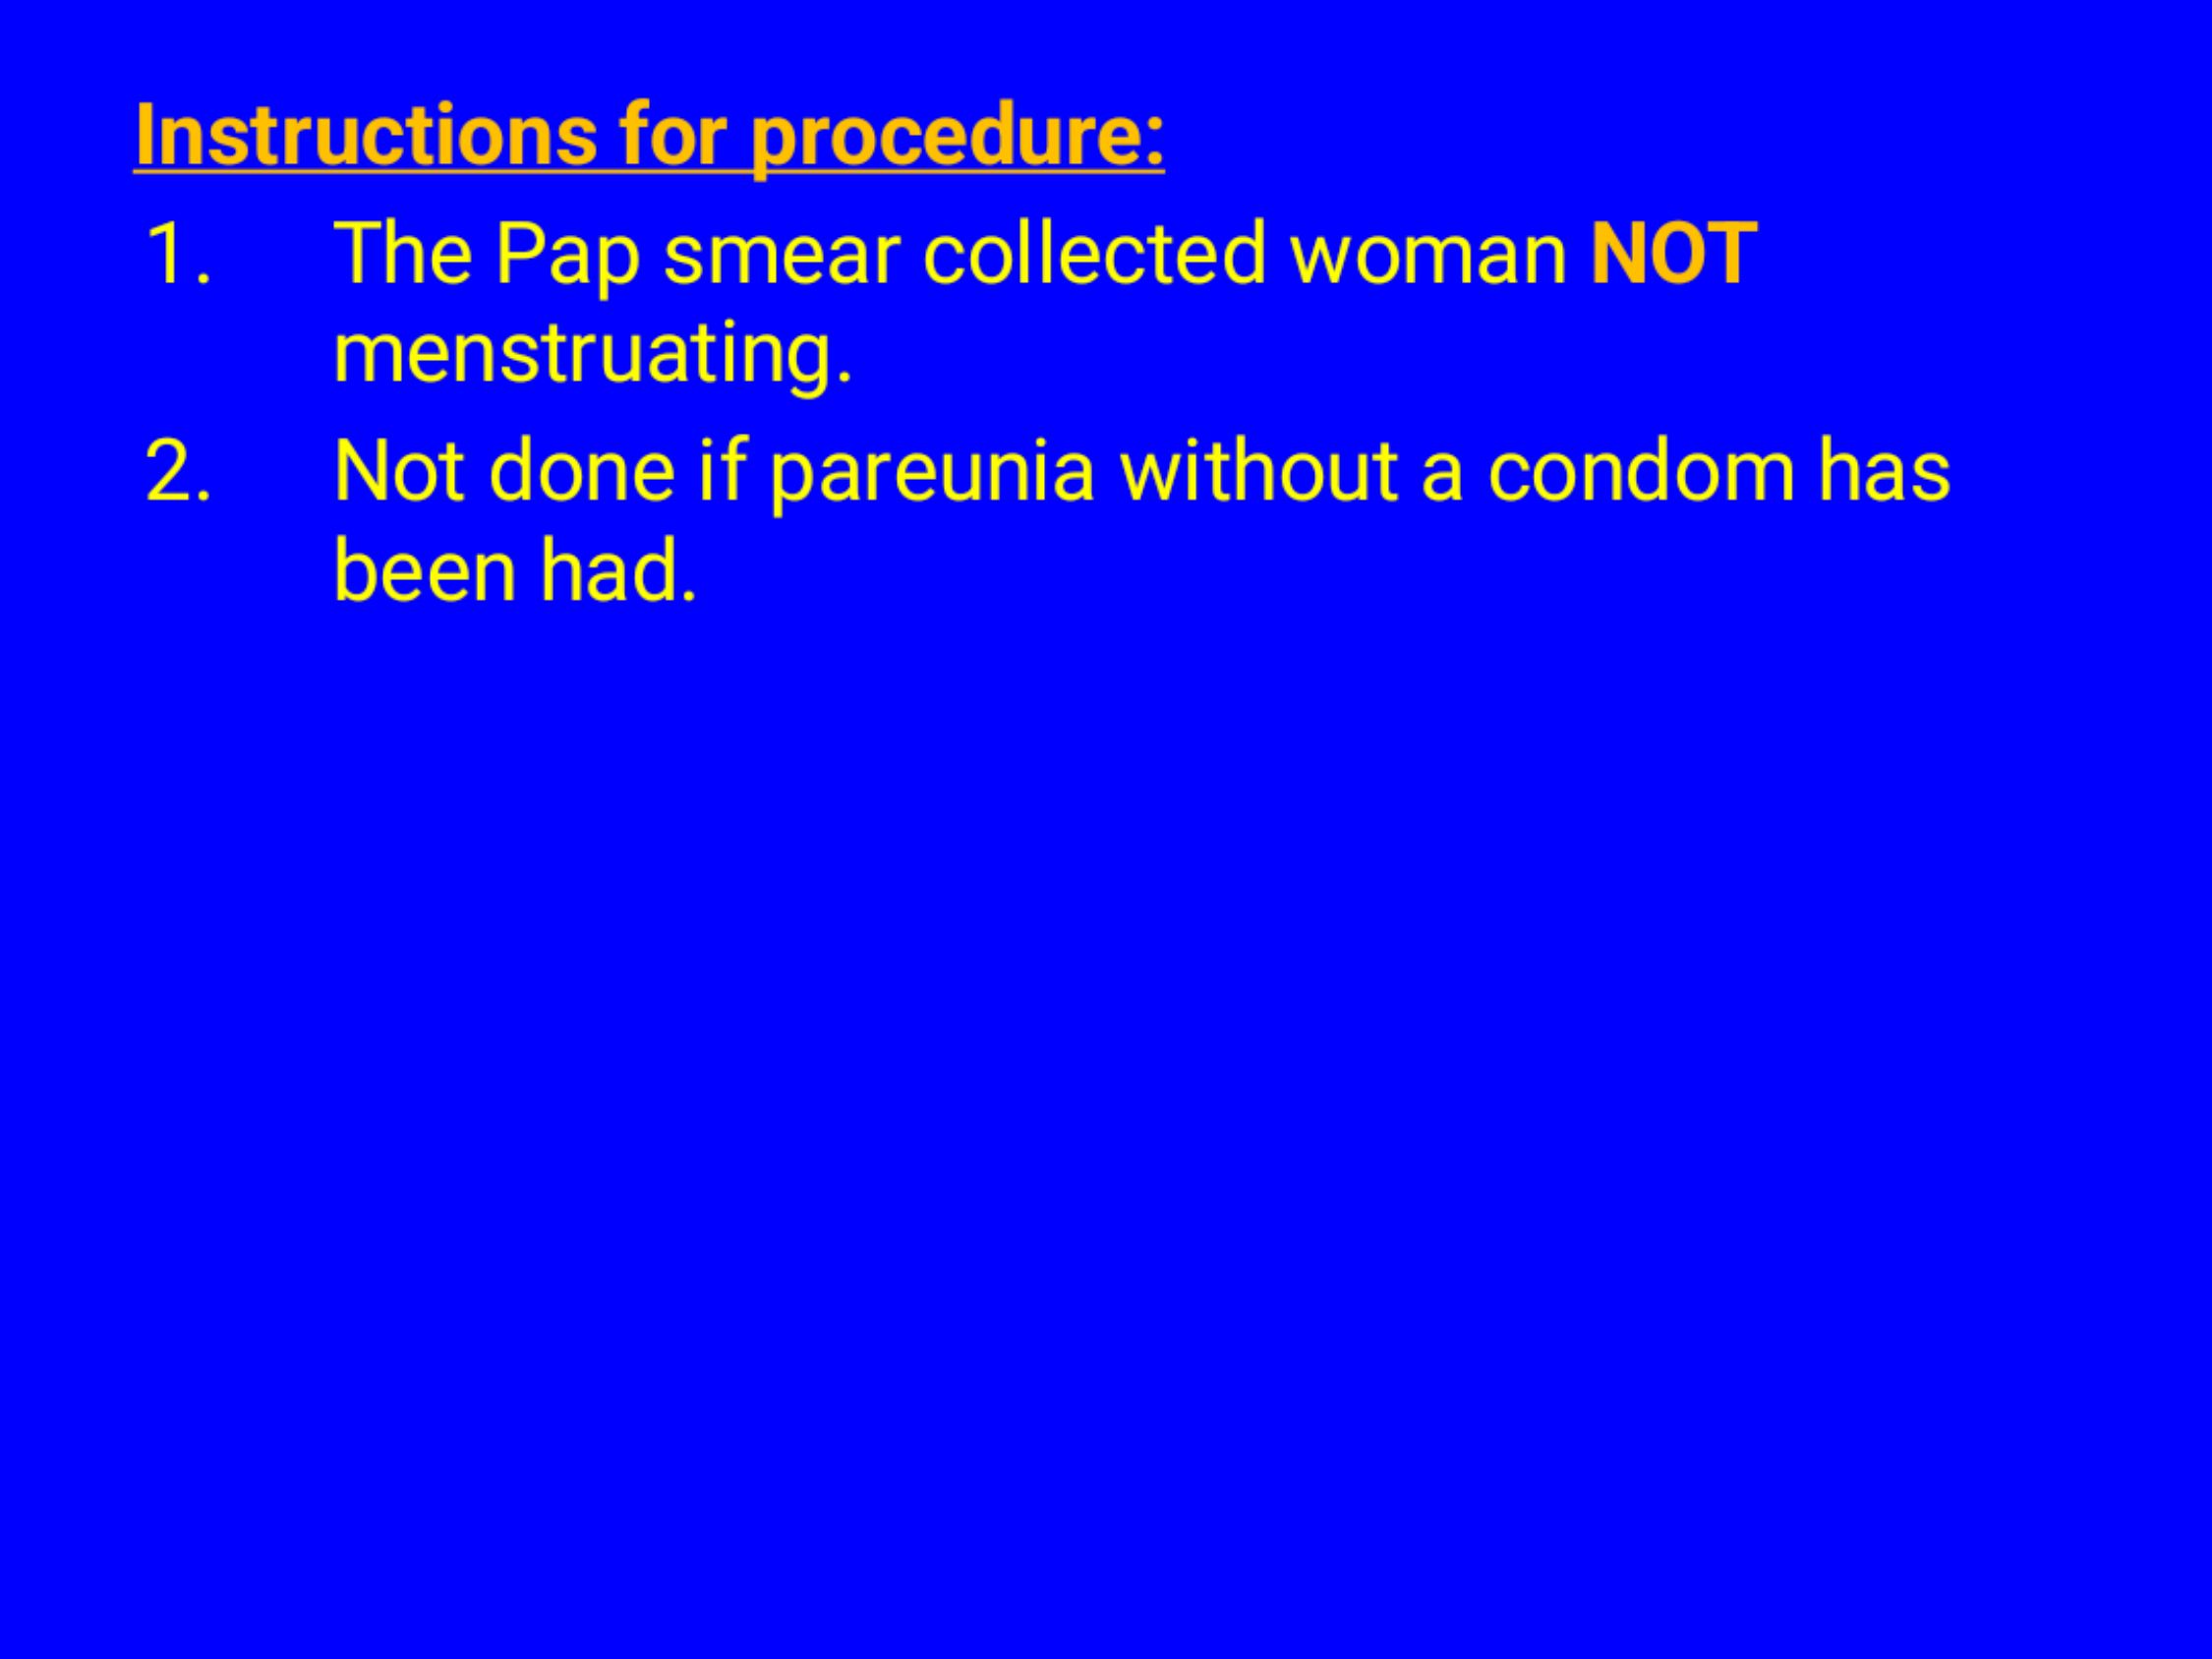 Instructions for procedure:
1. The Pap smear collected woman NOT
menstruating.
2. Not done if pareunia without a condom has
been had.